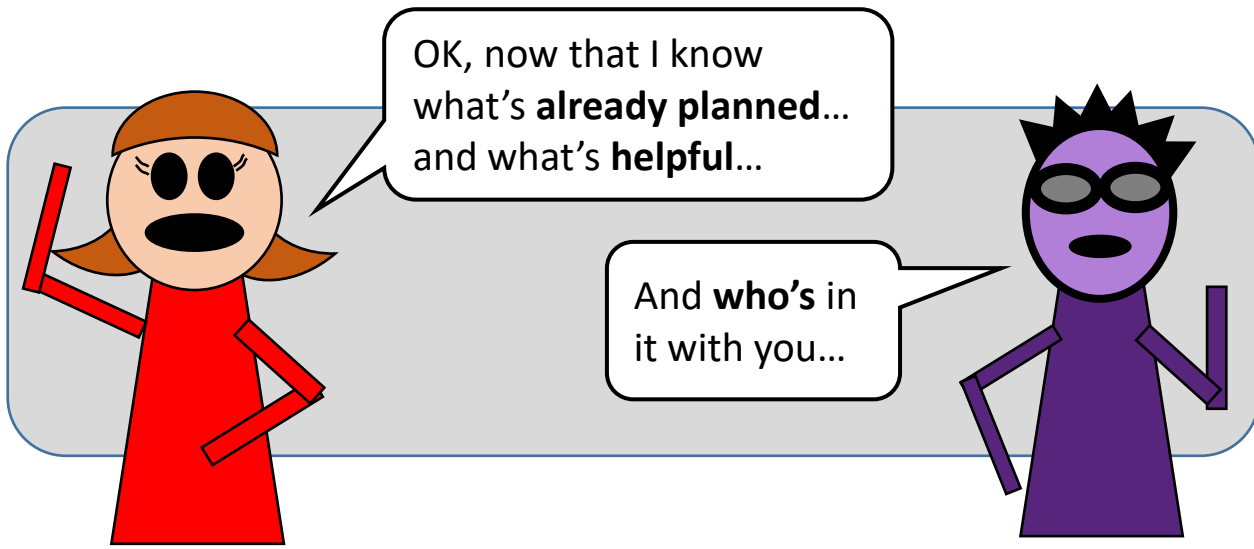 OK, now that I know
what’s already planned…
and what’s helpful…
And who’s in
it with you…